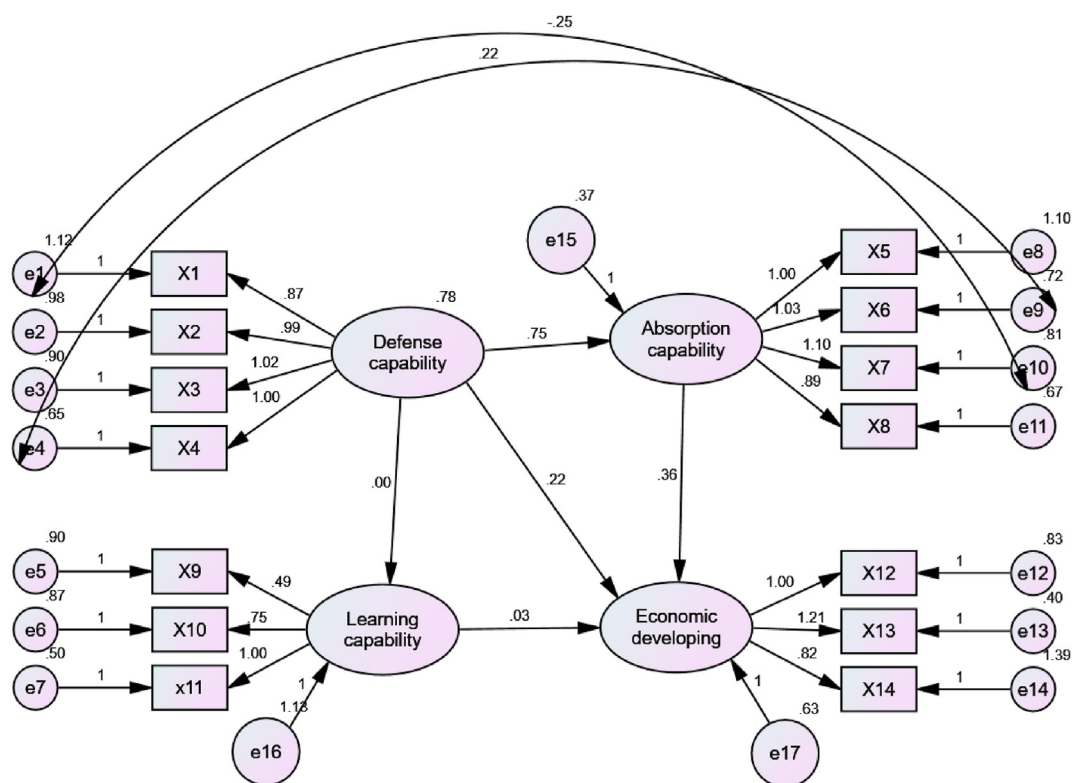 -.25
.22
.37
1.12
e1
1
X1
.87
.98
e2
1
X2
.99
.90
e3
1
X3
1.02
.65
e4
1
X4
1.00
.78
Defense
capability
.75
e15
1
Absorption
capability
1.00
X5
1
e8
1.10
1.03
X6
1
e9
.72
1.10
X7
1
e10
.81
.89
X8
1
e11
.67
.00
.22
.36
.90
e5
1
X9
.49
.87
e6
1
X10
.75
.50
e7
1
x11
1.00
Learning
capability
.03
Economic
developing
1.00
X12
1
e12
.83
1.21
X13
1
e13
.40
.82
X14
1
e14
1.39
1
1.13
e16
1
.63
e17